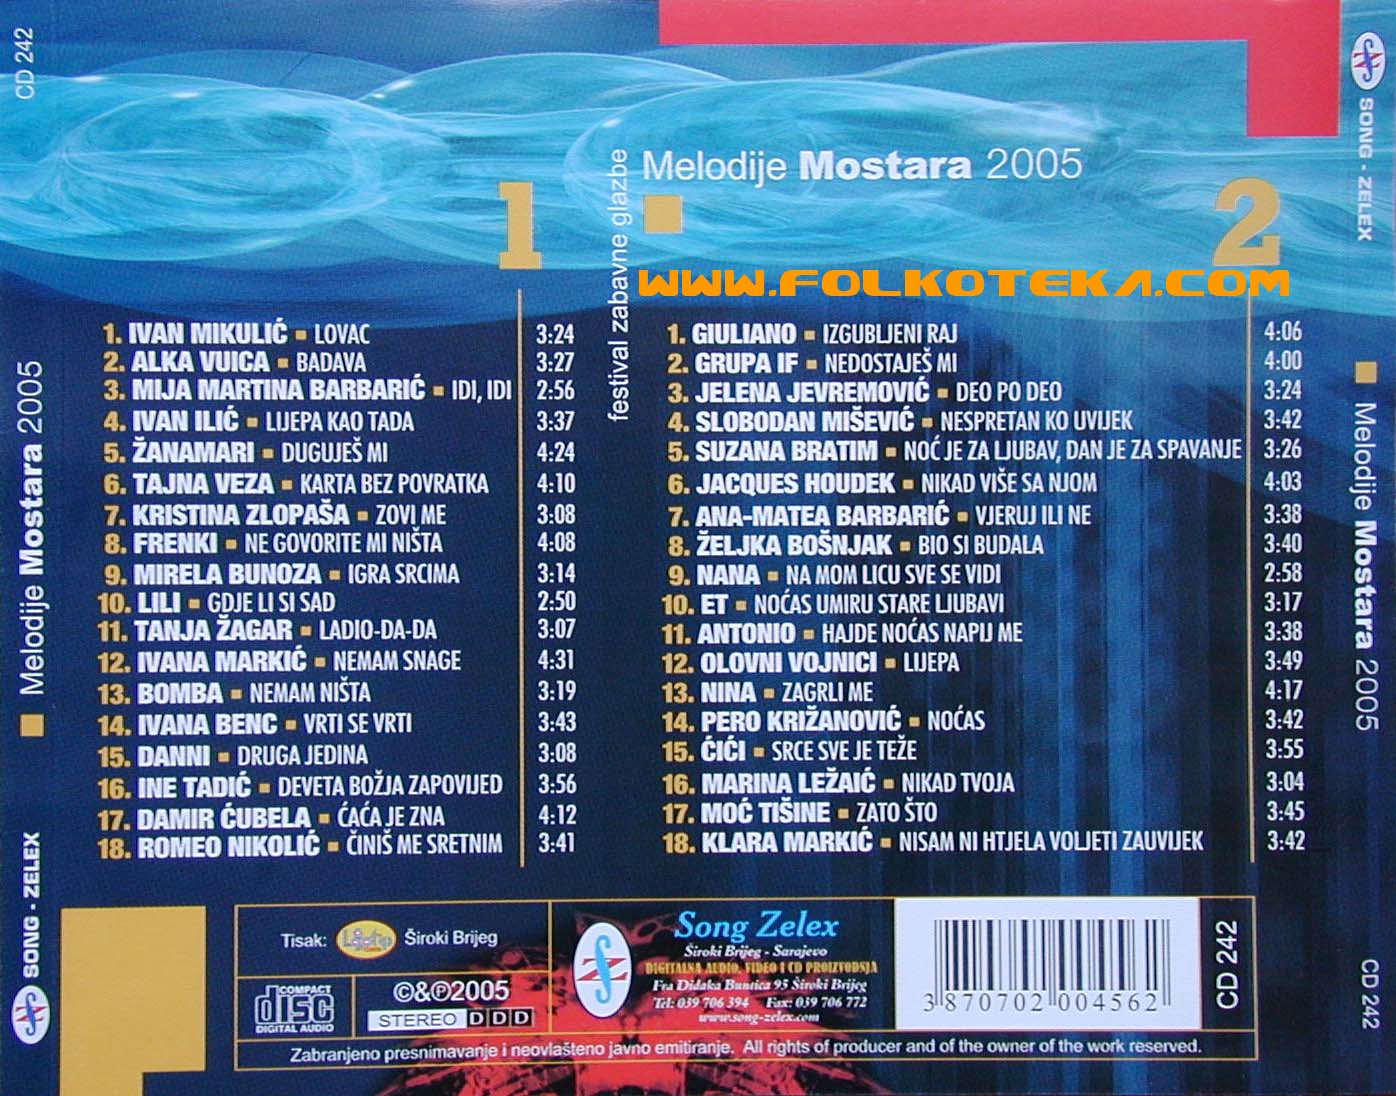 CD 242
Melodije Mostara 2005
SONG - ZELEX
Melodije Mostara 2005
festival zabavne glazbe
WWW.FOLKOTEKA.COM
1
1. IVAN MIKULIĆ ▪ LOVAC 3:24
2. ALKA VUICA ▪ BADAVA 3:27
3. MIJA MARTINA BARBARIĆ ▪ IDI, IDI 2:56
4. IVAN ILIĆ ▪ LIJEPA KAO TADA 3:37
5. ŽANAMARI ▪ DUGUJEŠ MI 4:24
6. TAJNA VEZA ▪ KARTA BEZ POVRATKA 4:10
7. KRISTINA ZLOPAŠA ▪ ZOVI ME 3:08
8. FRENKI ▪ NE GOVORITE MI NIŠTA 4:08
9. MIRELA BUNOZA ▪ IGRA SRCIMA 3:14
10. LILI ▪ GDJE LI SI SAD 2:50
11. TANJA ŽAGAR ▪ LADIO-DA-DA 3:07
12. IVANA MARKIĆ ▪ NEMAM SNAGE 4:31
13. BOMBA ▪ NEMAM NIŠTA 3:19
14. IVANA BENC ▪ VRTI SE VRTI 3:43
15. DANNI ▪ DRUGA JEDINA 3:08
16. INE TADIĆ ▪ DEVETA BOŽJA ZAPOVIJED 3:56
17. DAMIR ĆUBELA ▪ ĆAĆA JE ZNA 4:12
18. ROMEO NIKOLIĆ ▪ ČINIŠ ME SRETNIM 3:41
2
1. GIULIANO ▪ IZGUBLJENI RAJ 4:06
2. GRUPA IF ▪ NEDOSTAJEŠ MI 4:00
3. JELENA JEVREMOVIĆ ▪ DEO PO DEO 3:24
4. SLOBODAN MIŠEVIĆ ▪ NESPRETAN KO UVIJEK 3:42
5. SUZANA BRATIM ▪ NOĆ JE ZA LJUBAV, DAN JE ZA SPAVANJE 3:26
6. JACQUES HOUDEK ▪ NIKAD VIŠE SA NJOM 4:03
7. ANA-MATEA BARBARIĆ ▪ VJERUJ ILI NE 3:38
8. ŽELJKA BOŠNJAK ▪ BIO SI BUDALA 3:40
9. NANA ▪ NA MOM LICU SVE SE VIDI 2:58
10. ET ▪ NOĆAS UMIRU STARE LJUBAVI 3:17
11. ANTONIO ▪ HAJDE NOĆAS NAPIJ ME 3:38
12. OLOVNI VOJNICI ▪ LIJEPA 3:49
13. NINA ▪ ZAGRLI ME 4:17
14. PERO KRIŽANOVIĆ ▪ NOĆAS 3:42
15. ĆIĆI ▪ SRCE SVE JE TEŽE 3:55
16. MARINA LEŽAIĆ ▪ NIKAD TVOJA 3:04
17. MOĆ TIŠINE ▪ ZATO ŠTO 3:45
18. KLARA MARKIĆ ▪ NISAM NI HTJELA VOLJETI ZAUVIJEK 3:42
Tisak: Široki Brijeg
COMPACT
disc
DIGITAL AUDIO
©&℗2005
STEREO DDD
Song Zelex
Široki Brijeg - Sarajevo
DIGITALNA AUDIO, VIDEO I CD PROIZVODNJA
Fra Didaka Buntica 95 Široki Brijeg
Tel: 039 706 394 Fax: 039 706 772
www.song-zelex.com
3 870702 004562
CD 242
Zabranjeno presnimavanje i neovlašteno javno emitiranje. All rights of producer and of the owner of the work reserved.
SONG - ZELEX
Melodije Mostara 2005
CD 242